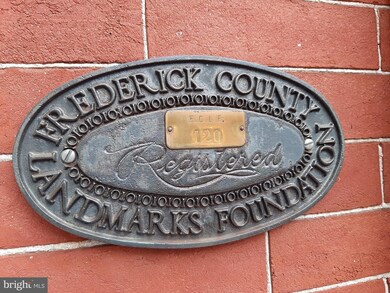 FREDERICK COUNTY
F.C.L.F.
120
Registered
LANDMARKS FOUNDATION
bright MLS